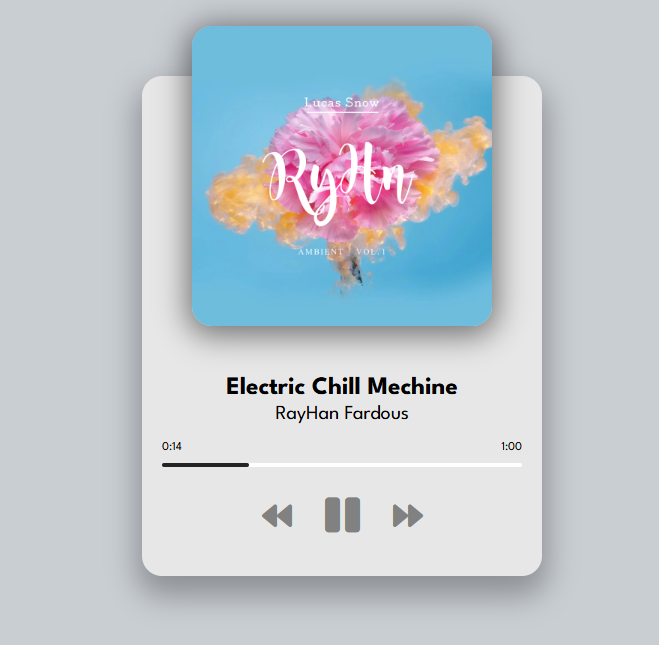 Lucas Snow
RyHn
AMBIENT | VOL.1
Electric Chill Mechine
RayHan Fardous
0:14 1:00